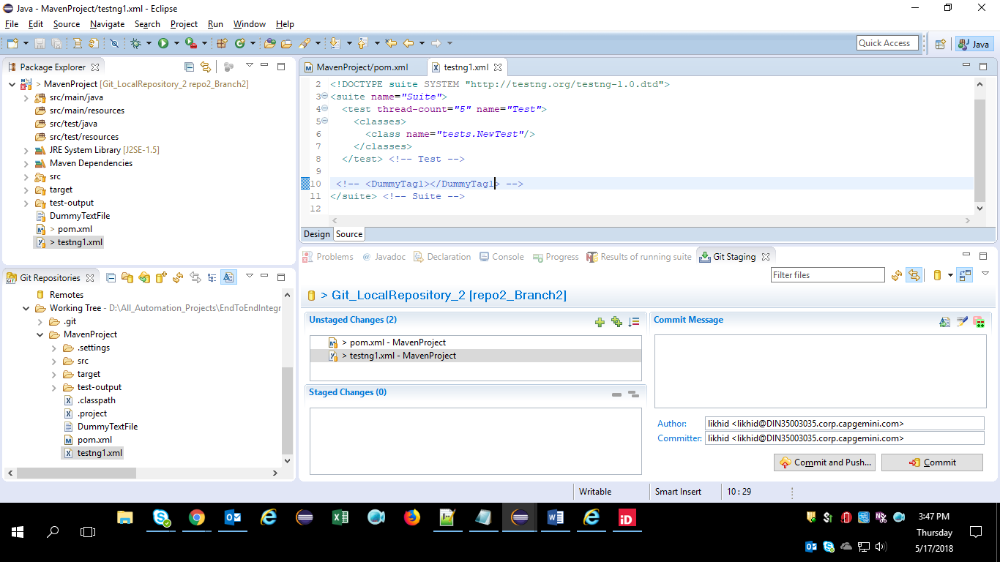 Java - MavenProject/testng1.xml - Eclipse
File Edit Source Navigate Search Project Run Window Help
Quick Access
Java
Package Explorer
> MavenProject [Git_LocalRepository_2 repo2_Branch2]
src/main/java
src/main/resources
src/test/java
src/test/resources
JRE System Library [J2SE-1.5]
Maven Dependencies
src
target
test-output
DummyTextFile
> pom.xml
> testng1.xml
MavenProject/pom.xml
testng1.xml
2 <!DOCTYPE suite SYSTEM "http://testng.org/testng-1.0.dtd">
3 <suite name="Suite">
4 <test thread-count="5" name="Test">
5 <classes>
6 <class name="tests.NewTest"/>
7 </classes>
8 </test> <!-- Test -->
9
10 <!-- <DummyTag1></DummyTag1> -->
11 </suite> <!-- Suite -->
12
Design Source
Git Repositories
Remotes
Working Tree - D:\All_Automation_Projects\EndToEndIntegr
.git
MavenProject
.settings
src
target
test-output
.classpath
.project
DummyTextFile
pom.xml
testng1.xml
Problems @ Javadoc Declaration Console Progress Results of running suite Git Staging
Filter files
> Git_LocalRepository_2 [repo2_Branch2]
Unstaged Changes (2)
> pom.xml - MavenProject
> testng1.xml - MavenProject
Staged Changes (0)
Commit Message
Author: likhid <likhid@DIN35003035.corp.capgemini.com>
Committer: likhid <likhid@DIN35003035.corp.capgemini.com>
Commit and Push...
Commit
Writable
Smart Insert
10 : 29
iD
3:47 PM
Thursday
5/17/2018